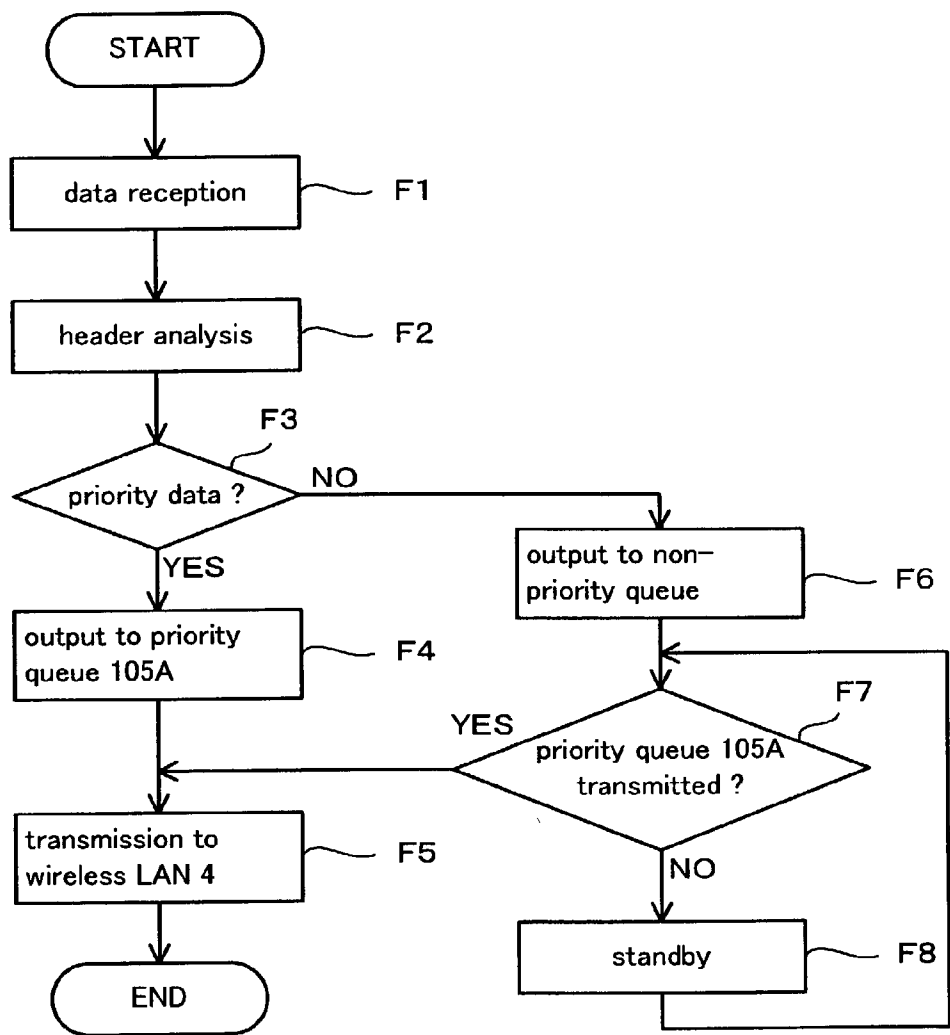 START
data reception
F1
header analysis
F2
F3
priority data ?
NO
YES
output to non-
priority queue
F6
output to priority
queue 105A
F4
F7
YES
priority queue 105A
transmitted ?
transmission to
wireless LAN 4
F5
NO
standby
F8
END